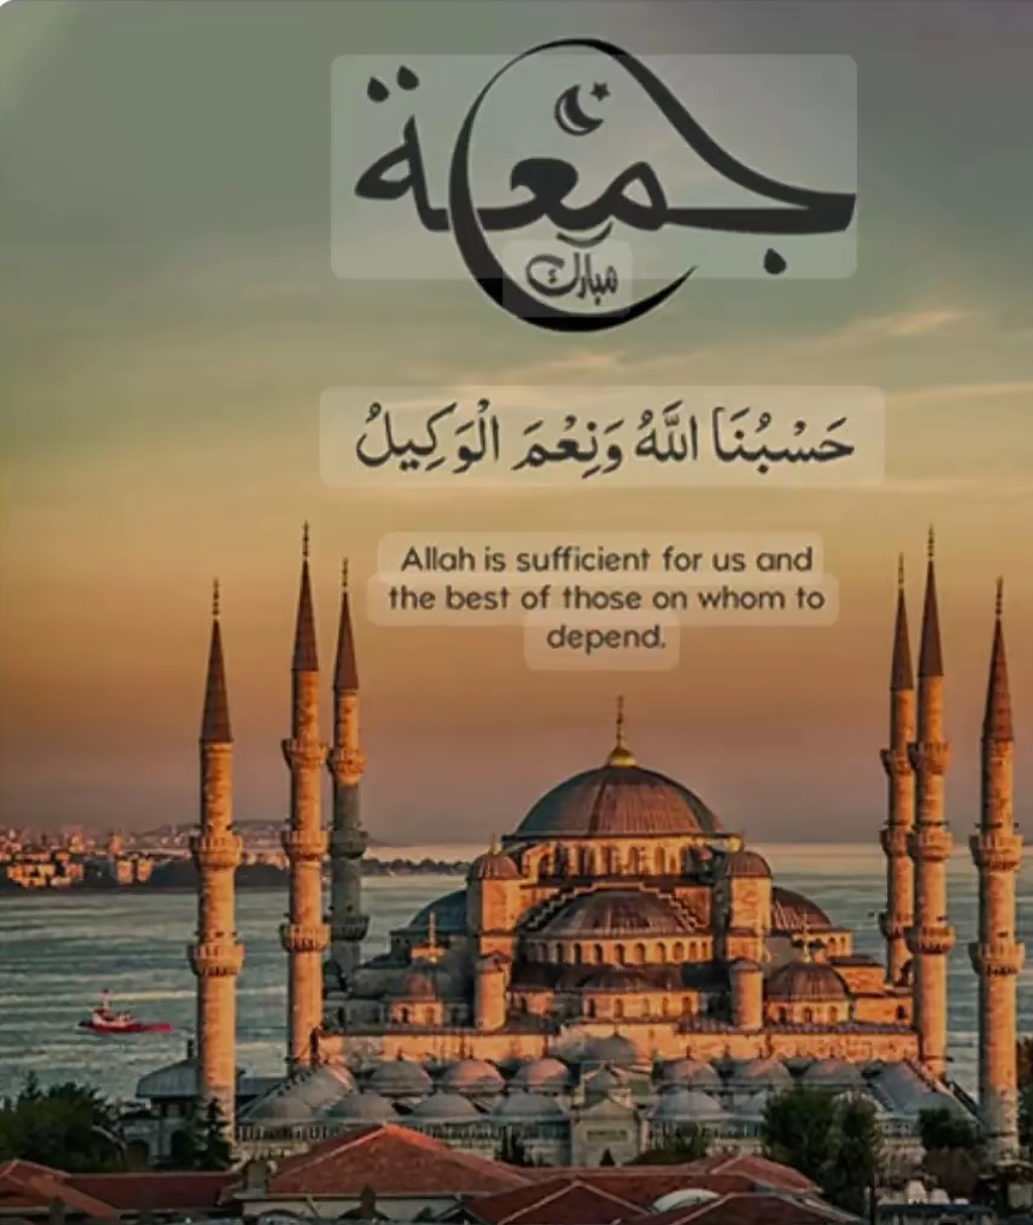 جمعة
مبارك
حَسْبُنَا اللَّهُ وَنِعْمَ الْوَكِيلُ
Allah is sufficient for us and
the best of those on whom to
depend.